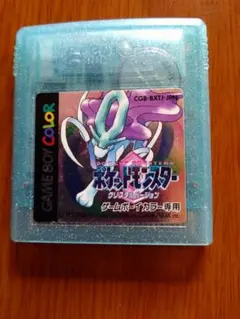 CGB-BXTJ-JPN
GAME BOY COLOR
ポケットモンスター
クリスタルバージョン
ゲームボーイカラー専用